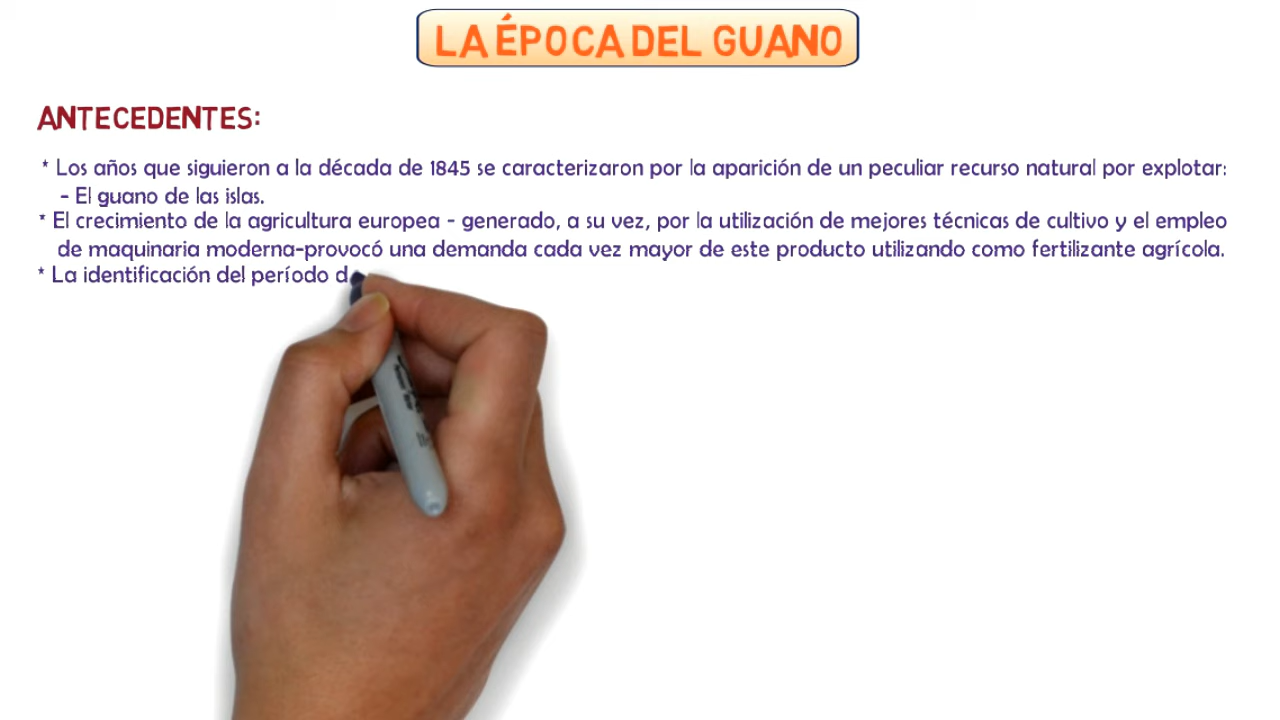 LA ÉPOCA DEL GUANO
ANTECEDENTES:
* Los años que siguieron a la década de 1845 se caracterizaron por la aparición de un peculiar recurso natural por explotar:
- El guano de las islas.
* El crecimiento de la agricultura europea - generado, a su vez, por la utilización de mejores técnicas de cultivo y el empleo
de maquinaria moderna-provocó una demanda cada vez mayor de este producto utilizando como fertilizante agrícola.
* La identificación del período d